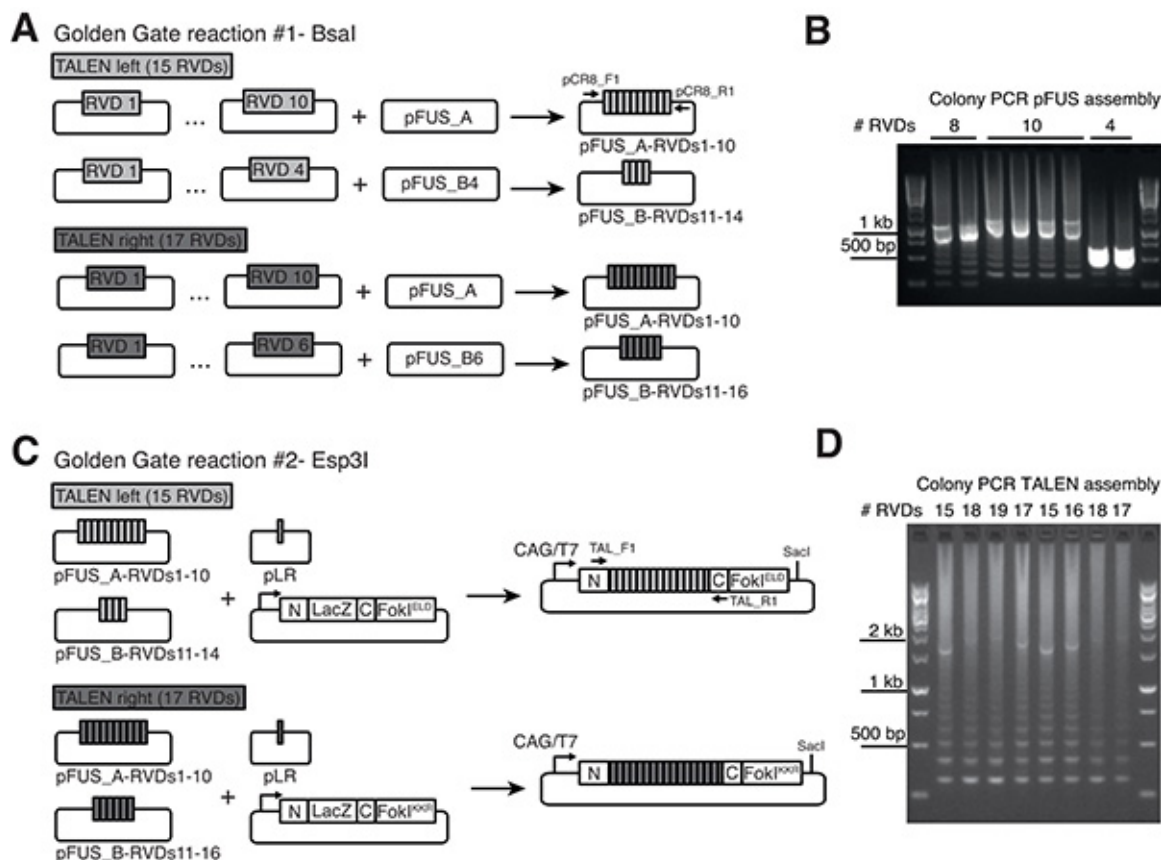 A
Golden Gate reaction #1- BsaI
TALEN left (15 RVDs)
RVD 1
...
RVD 10
+
pFUS_A
pCR8_F1
pCR8_R1
pFUS_A-RVDs1-10
RVD 1
...
RVD 4
+
pFUS_B4
pFUS_B-RVDs11-14
TALEN right (17 RVDs)
RVD 1
...
RVD 10
+
pFUS_A
pFUS_A-RVDs1-10
RVD 1
...
RVD 6
+
pFUS_B6
pFUS_B-RVDs11-16
B
Colony PCR pFUS assembly
# RVDs 8 10 4
1 kb
500 bp
C
Golden Gate reaction #2- Esp3I
TALEN left (15 RVDs)
pFUS_A-RVDs1-10
pFUS_B-RVDs11-14
+
pLR
N LacZ C FokI ELD
CAG/T7
TAL_F1
SacI
N C FokI ELD
TAL_R1
TALEN right (17 RVDs)
pFUS_A-RVDs1-10
pFUS_B-RVDs11-16
+
pLR
N LacZ C FokI KKR
CAG/T7
SacI
N C FokI KKR
D
Colony PCR TALEN assembly
# RVDs 15 18 19 17 15 16 18 17
2 kb
1 kb
500 bp